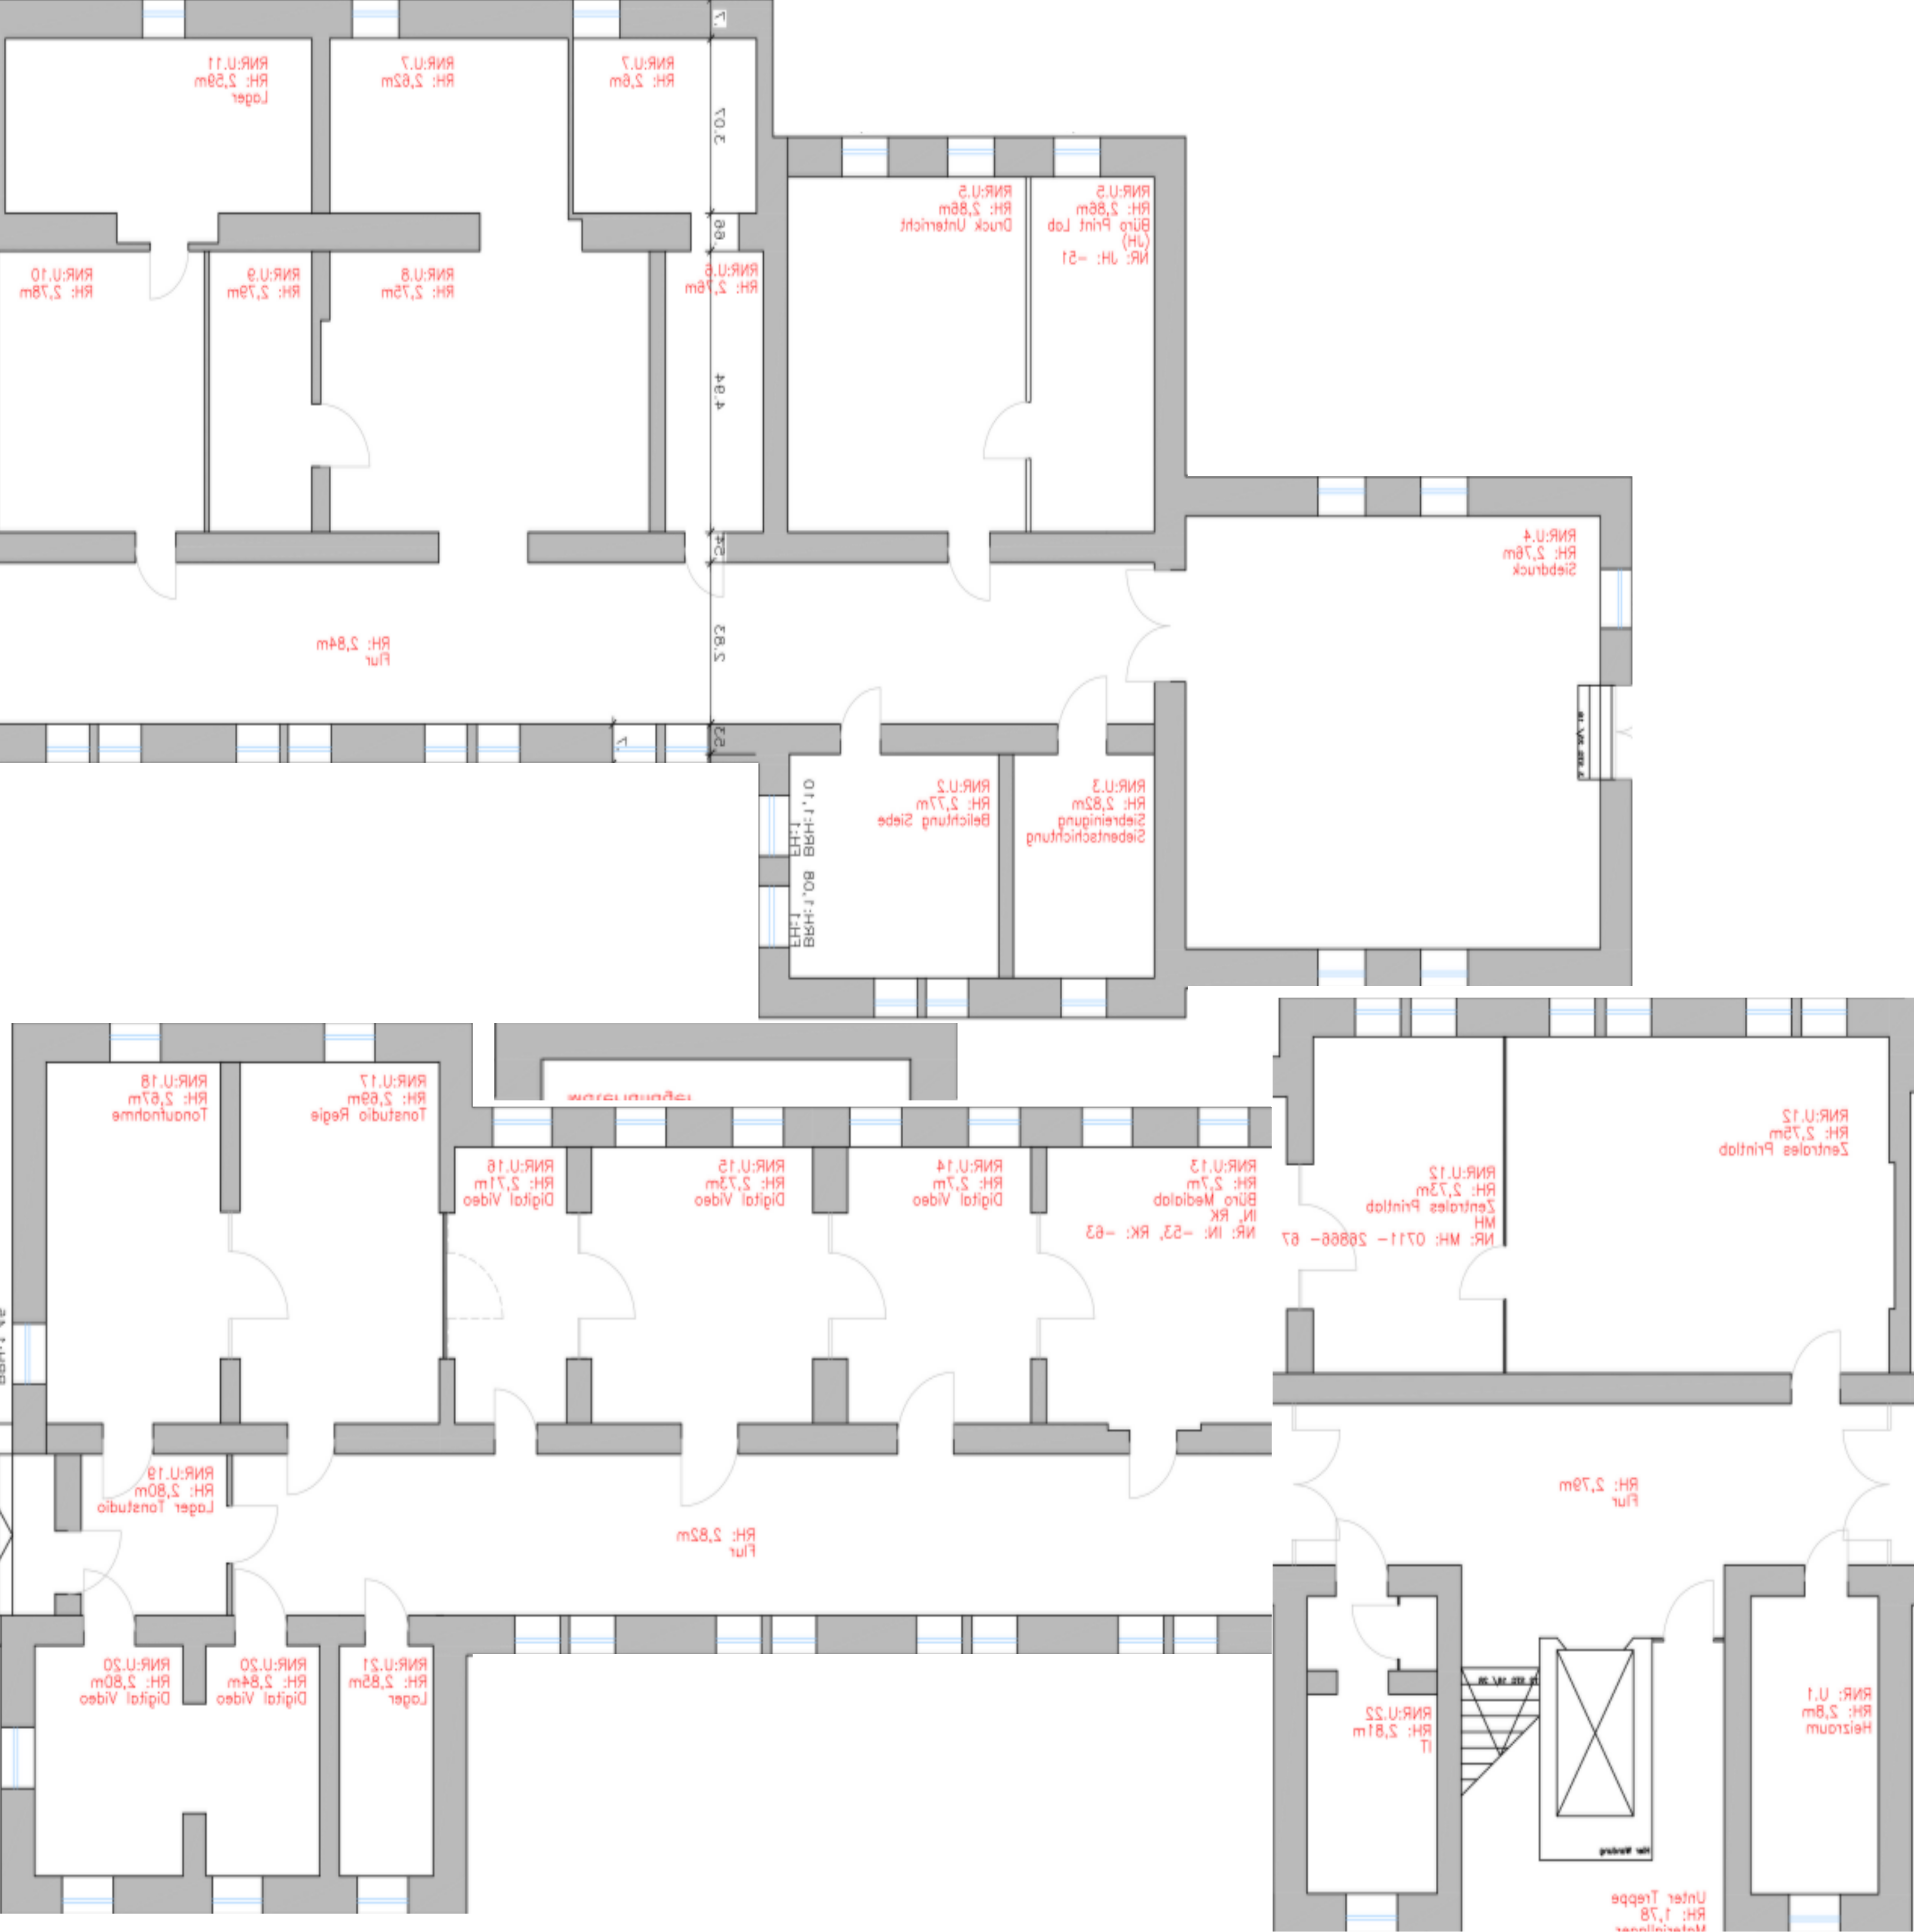 RNR:U.11
RH: 2,59m
Lager
RNR:U.7
RH: 2,62m
RNR:U.7
RH: 2,6m
.7
3.07
.66
RNR:U.5
RH: 2,86m
Druck Unterricht
RNR:U.5
RH: 2,86m
Büro Print Lab
(JH)
NR: JH: -51
RNR:U.10
RH: 2,78m
RNR:U.9
RH: 2,79m
RNR:U.8
RH: 2,75m
RNR:U.6
RH: 2,76m
4.94
.54
RNR:U.4
RH: 2,76m
Siebdruck
RH: 2,84m
Flur
2.83
.53
.7
RNR:U.2
RH: 2,77m
Belichtung Siebe
RNR:U.3
RH: 2,82m
Siebreinigung
Siebentschichtung
FH:1
BRH:1,10
FH:1
BRH:1,08
RNR:U.18
RH: 2,67m
Tonaufnahme
RNR:U.17
RH: 2,69m
Tonstudio Regie
RNR:U.16
RH: 2,71m
Digital Video
RNR:U.15
RH: 2,73m
Digital Video
RNR:U.14
RH: 2,7m
Digital Video
RNR:U.13
RH: 2,7m
Büro Medialab
IN, RK
NR: IN: -53, RK: -63
RNR:U.12
RH: 2,73m
Zentrales Printlab
MH
NR: MH: 0711- 26866- 67
RNR:U.12
RH: 2,75m
Zentrales Printlab
RNR:U.19
RH: 2,80m
Lager Tonstudio
RH: 2,82m
Flur
RH: 2,79m
Flur
RNR:U.20
RH: 2,80m
Digital Video
RNR:U.20
RH: 2,84m
Digital Video
RNR:U.21
RH: 2,85m
Lager
RNR:U.22
RH: 2,81m
IT
RNR: U.1
RH: 2,8m
Heizraum
Unter Treppe
RH: 1,78
Materiallager